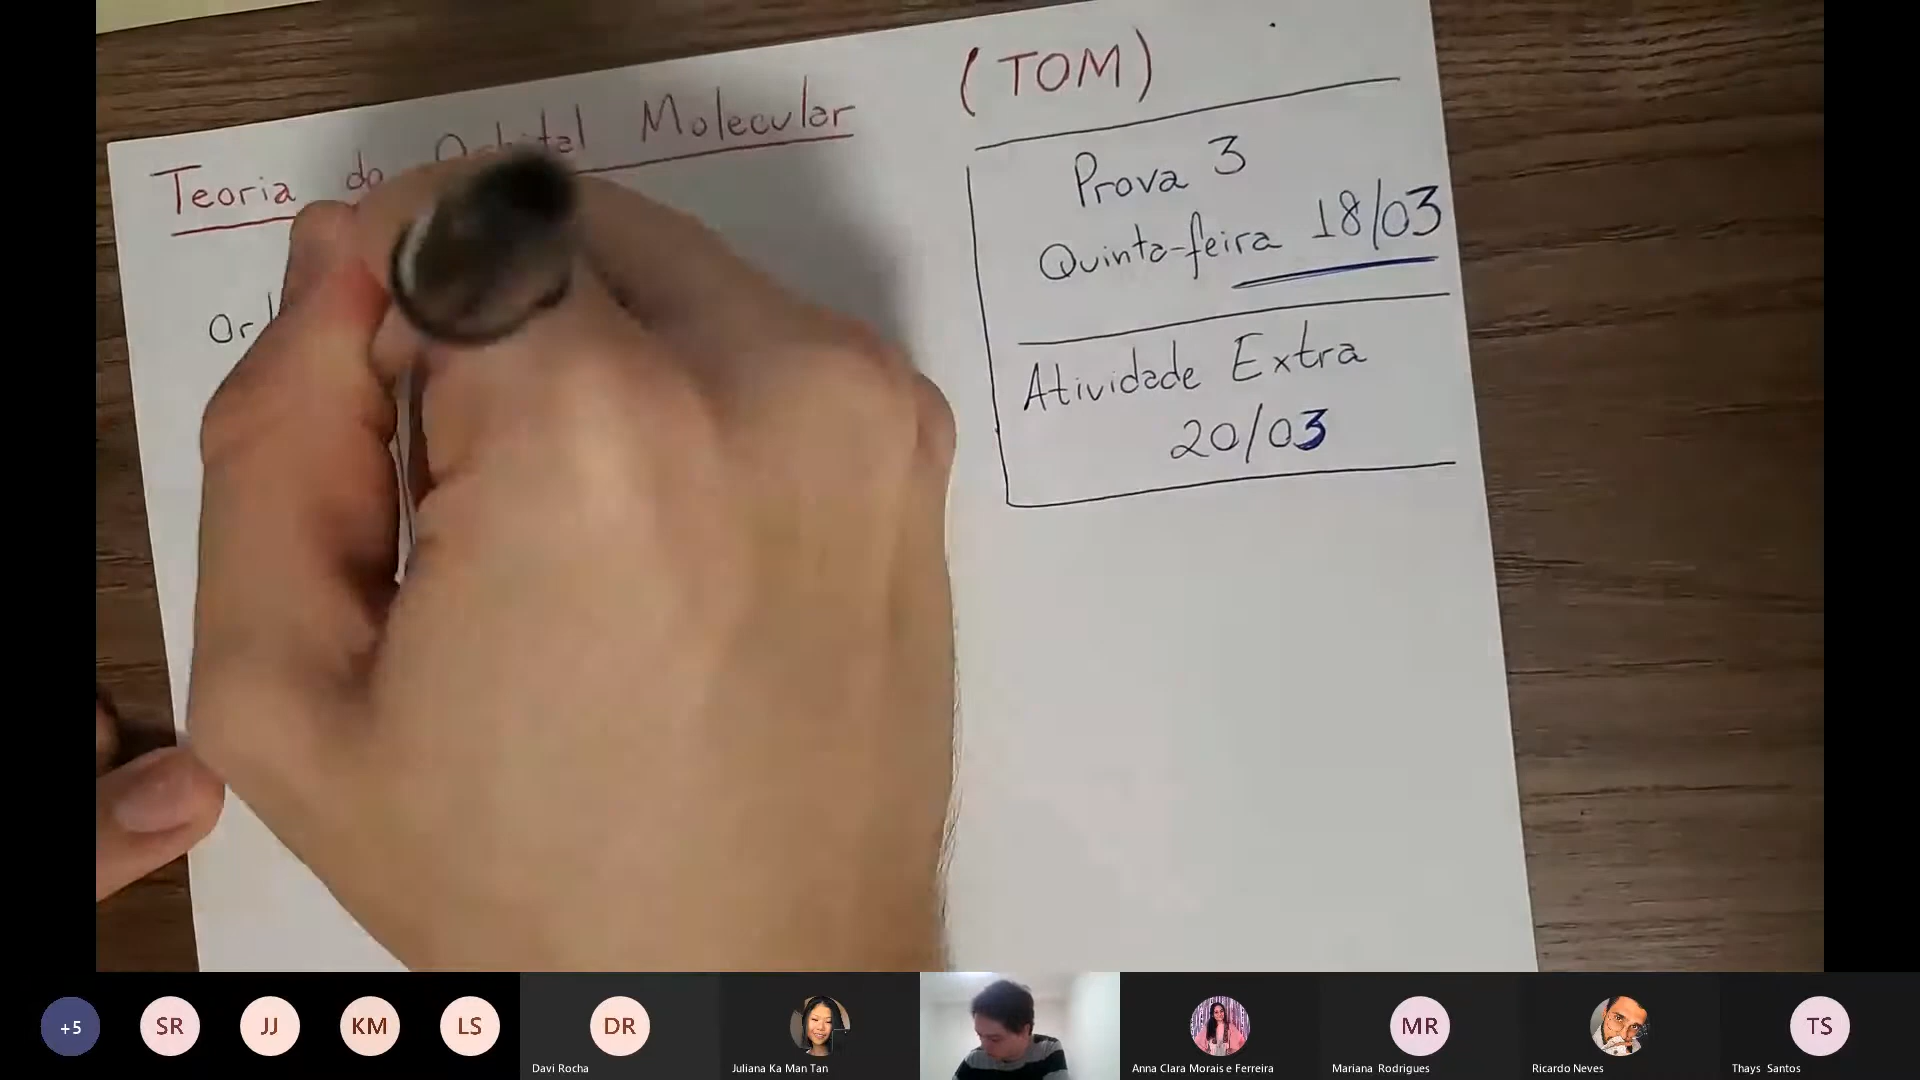 Teoria do Orbital Molecular
(TOM)
Prova 3
Quinta-feira 18/03
Atividade Extra
20/03
+5
SR
JJ
KM
LS
DR
Davi Rocha
Juliana Ka Man Tan
Anna Clara Morais e Ferreira
MR
Mariana Rodrigues
Ricardo Neves
TS
Thays Santos